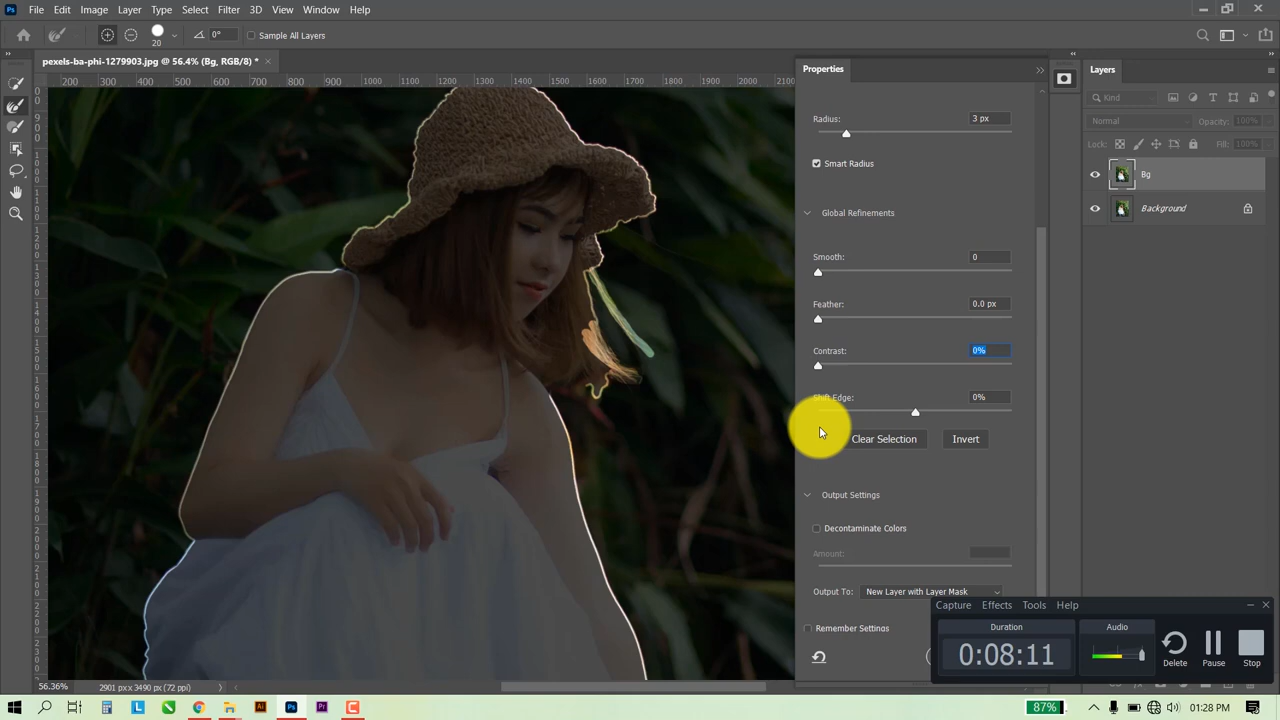 Ps File Edit Image Layer Type Select Filter 3D View Window Help
20 0° Sample All Layers
pexels-ba-phi-1279903.jpg @ 56.4% (Bg, RGB/8) *
200 300 400 500 600 700 800 900 1000 1100 1200 1300 1400 1500 1600 1700 1800 1900 2000 2100
Properties
Radius: 3 px
Smart Radius
Global Refinements
Smooth: 0
Feather: 0.0 px
Contrast: 0%
Shift Edge: 0%
Clear Selection Invert
Output Settings
Decontaminate Colors
Amount:
Output To: New Layer with Layer Mask
Remember Settings
Layers
Kind
Normal Opacity: 100%
Lock: Fill: 100%
Bg
Background
Capture Effects Tools Help
Duration Audio
0:08:11
Delete Pause Stop
56.36% 2901 px x 3490 px (72 ppi)
Ai Ps Pr 87% 01:28 PM